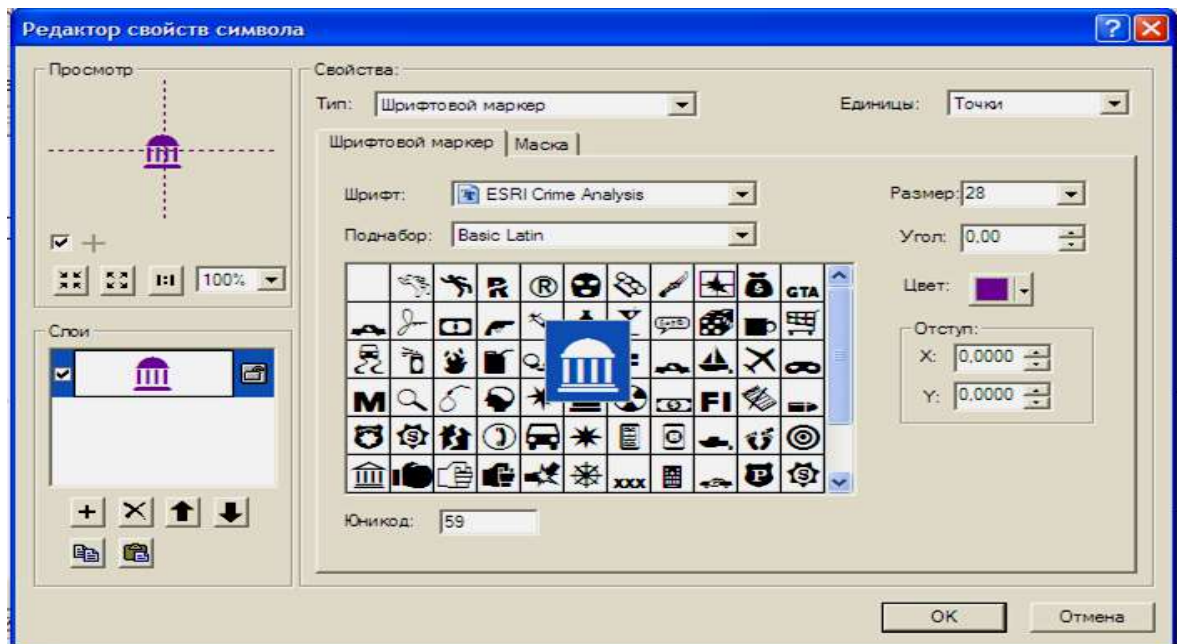 Редактор свойств символа
Просмотр
100%
Слои
Свойства:
Тип: Шрифтовой маркер
Единицы: Точки
Шрифтовой маркер Маска
Шрифт: ESRI Crime Analysis
Размер: 28
Поднабор: Basic Latin
Угол: 0,00
Цвет:
GTA
Отступ:
X: 0,0000
Y: 0,0000
M FI
XXX
Юникод: 59
OK Отмена